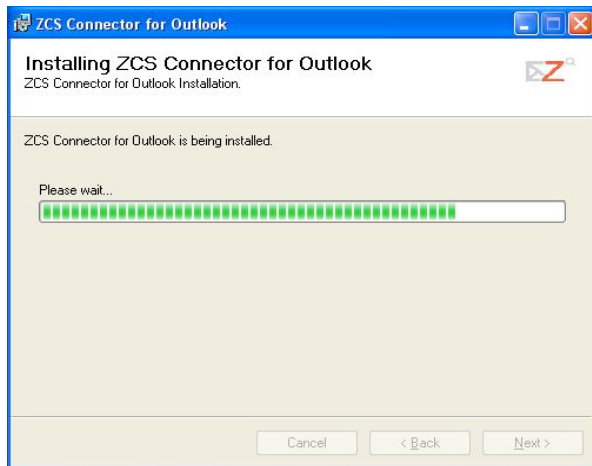 ZCS Connector for Outlook
Installing ZCS Connector for Outlook
ZCS Connector for Outlook Installation.
Z
ZCS Connector for Outlook is being installed.
Please wait...
Cancel
< Back
Next >